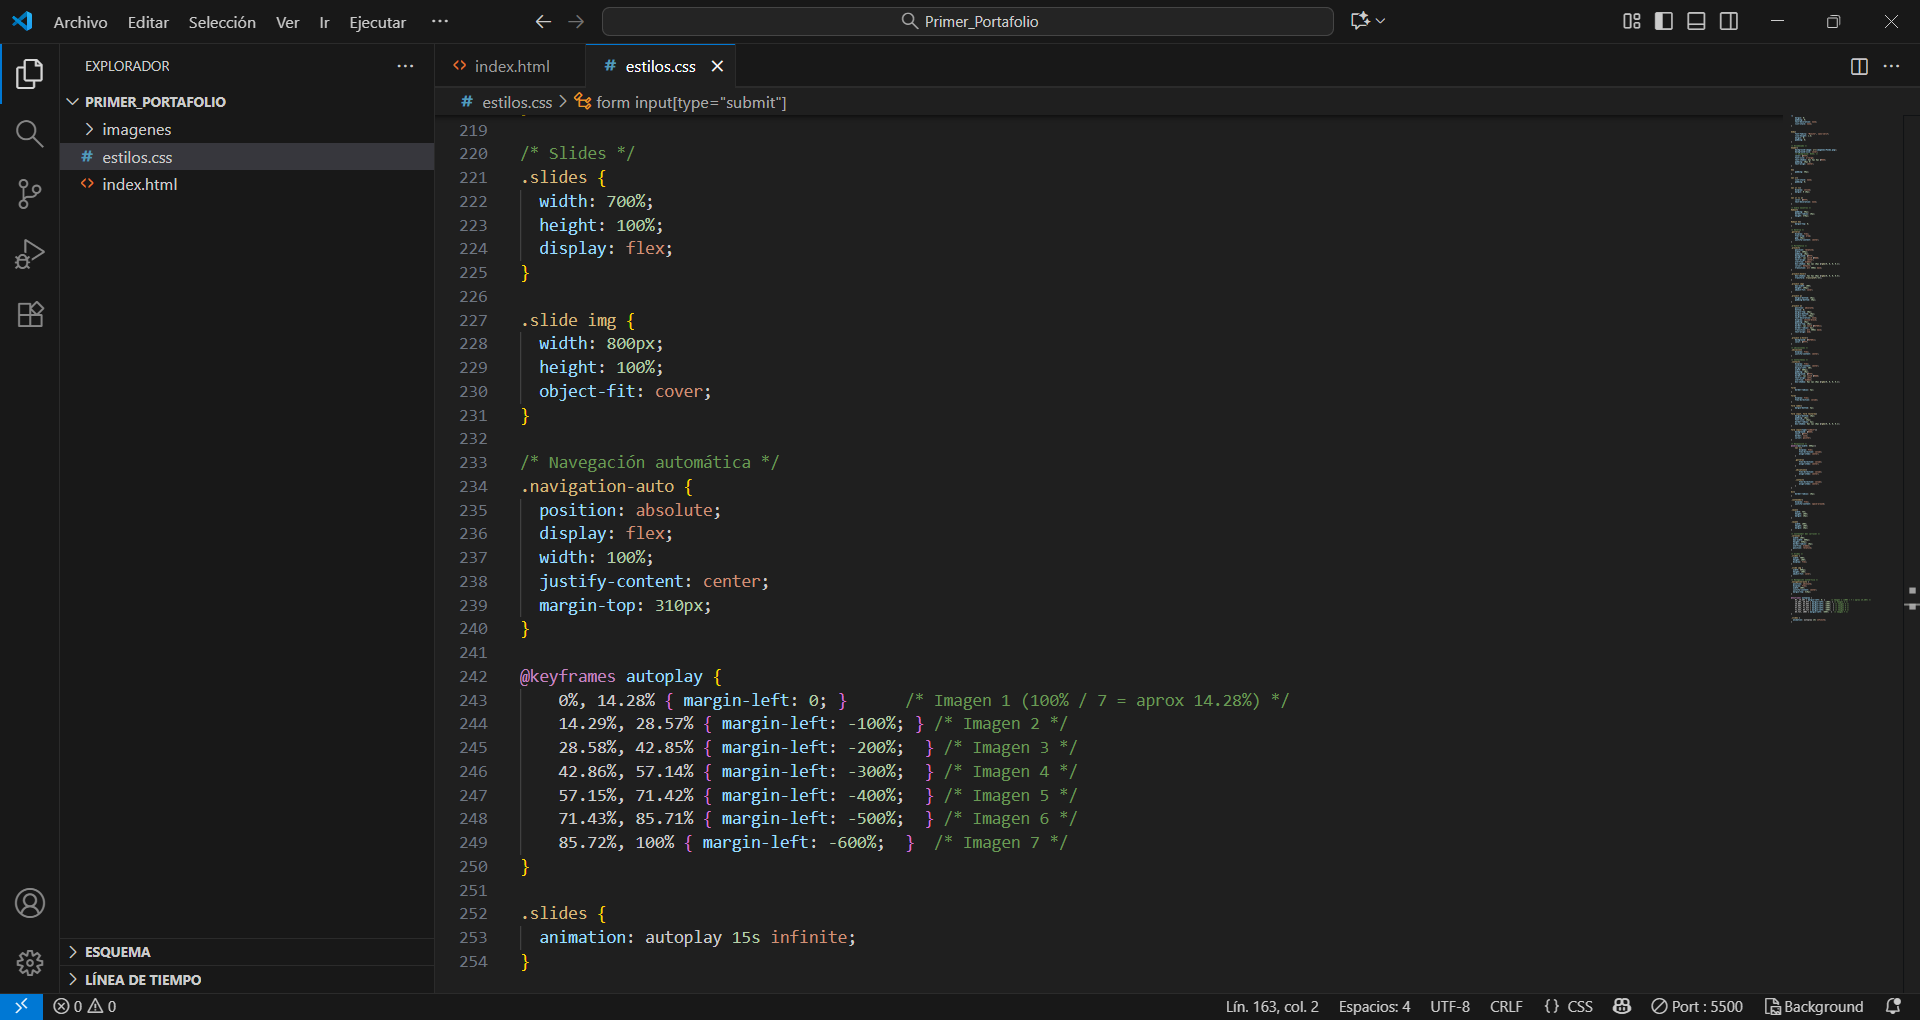 Archivo Editar Selección Ver Ir Ejecutar ··· Primer_Portafolio
EXPLORADOR ···
PRIMER_PORTAFOLIO
imagenes
# estilos.css
<> index.html
ESQUEMA
LÍNEA DE TIEMPO
<> index.html # estilos.css ···
# estilos.css > form input[type="submit"]
219
220 /* Slides */
221 .slides {
222 width: 700%;
223 height: 100%;
224 display: flex;
225 }
226
227 .slide img {
228 width: 800px;
229 height: 100%;
230 object-fit: cover;
231 }
232
233 /* Navegación automática */
234 .navigation-auto {
235 position: absolute;
236 display: flex;
237 width: 100%;
238 justify-content: center;
239 margin-top: 310px;
240 }
241
242 @keyframes autoplay {
243 0%, 14.28% { margin-left: 0; } /* Imagen 1 (100% / 7 = aprox 14.28%) */
244 14.29%, 28.57% { margin-left: -100%; } /* Imagen 2 */
245 28.58%, 42.85% { margin-left: -200%; } /* Imagen 3 */
246 42.86%, 57.14% { margin-left: -300%; } /* Imagen 4 */
247 57.15%, 71.42% { margin-left: -400%; } /* Imagen 5 */
248 71.43%, 85.71% { margin-left: -500%; } /* Imagen 6 */
249 85.72%, 100% { margin-left: -600%; } /* Imagen 7 */
250 }
251
252 .slides {
253 animation: autoplay 15s infinite;
254 }
0 0 Lín. 163, col. 2 Espacios: 4 UTF-8 CRLF {} CSS Port : 5500 Background